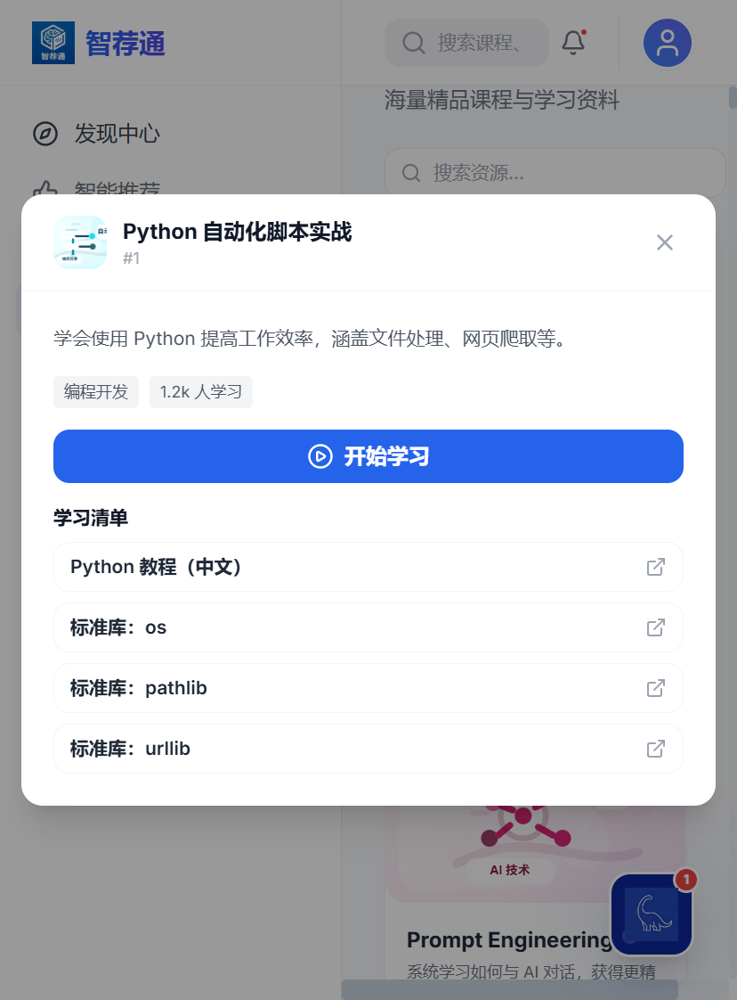 智荐通
智荐通
搜索课程、
海量精品课程与学习资料
发现中心
搜索资源...
智能推荐
Python 自动化脚本实战
#1
学会使用 Python 提高工作效率，涵盖文件处理、网页爬取等。
编程开发
1.2k 人学习
开始学习
学习清单
Python 教程（中文）
标准库：os
标准库：pathlib
标准库：urllib
AI 技术
1
Prompt Engineering
系统学习如何与 AI 对话，获得更精